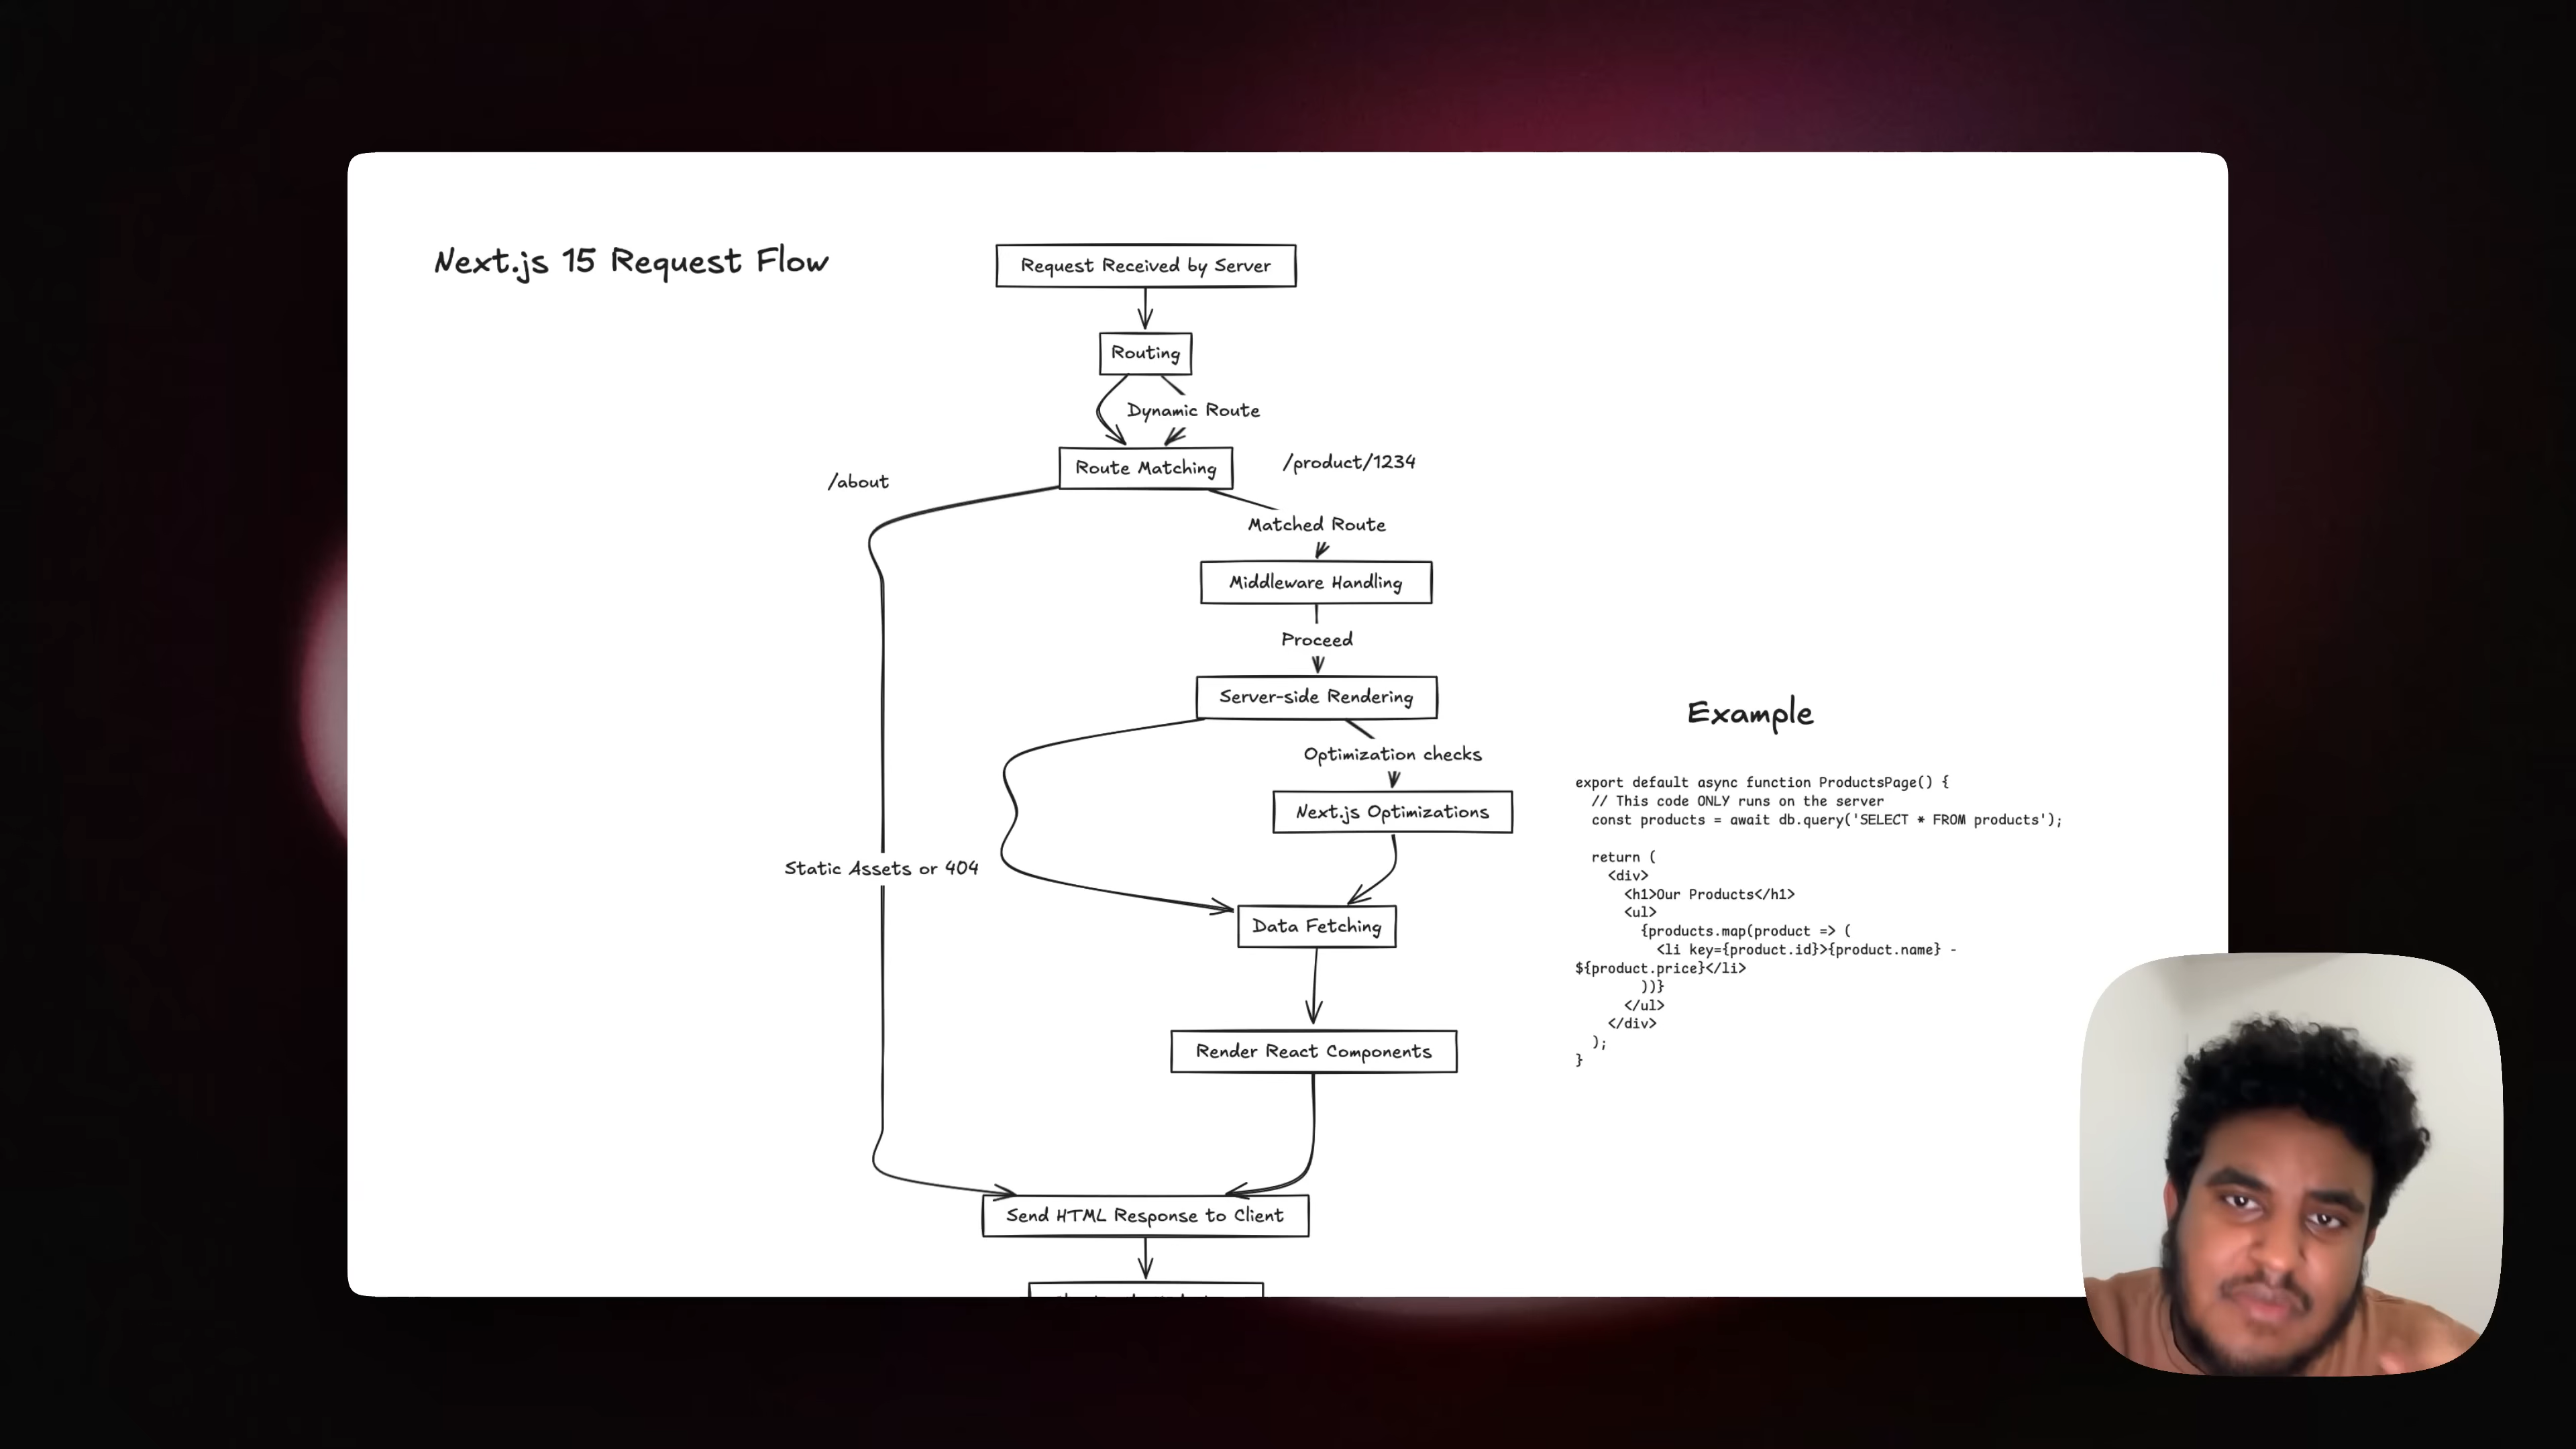 Next.js 15 Request Flow
Request Received by Server
Routing
Dynamic Route
Route Matching
/product/1234
/about
Matched Route
Middleware Handling
Proceed
Server-side Rendering
Optimization checks
Next.js Optimizations
Static Assets or 404
Data Fetching
Render React Components
Send HTML Response to Client
Example
export default async function ProductsPage() {
  // This code ONLY runs on the server
  const products = await db.query('SELECT * FROM products');
  return (
    <div>
      <h1>Our Products</h1>
      <ul>
        {products.map(product => (
          <li key={product.id}>{product.name} -
${product.price}</li>
        ))}
      </ul>
    </div>
  );
}